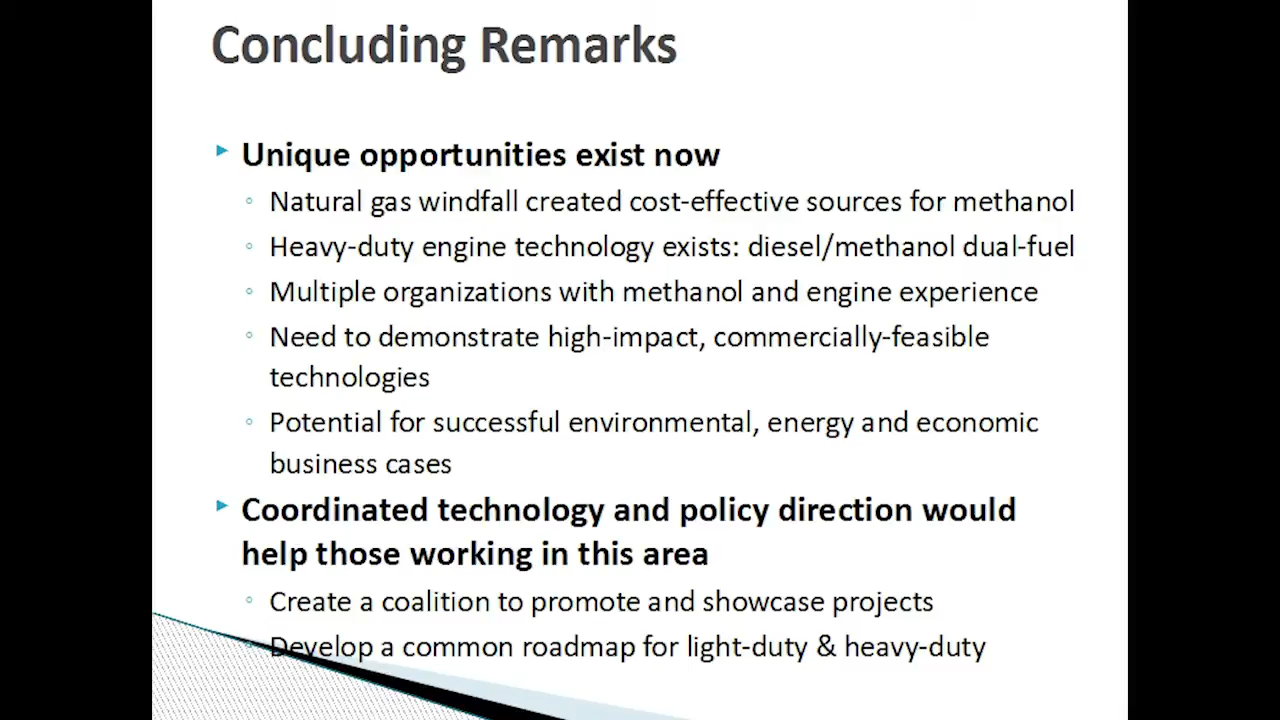 Concluding Remarks
Unique opportunities exist now
Natural gas windfall created cost-effective sources for methanol
Heavy-duty engine technology exists: diesel/methanol dual-fuel
Multiple organizations with methanol and engine experience
Need to demonstrate high-impact, commercially-feasible
technologies
Potential for successful environmental, energy and economic
business cases
Coordinated technology and policy direction would
help those working in this area
Create a coalition to promote and showcase projects
Develop a common roadmap for light-duty & heavy-duty